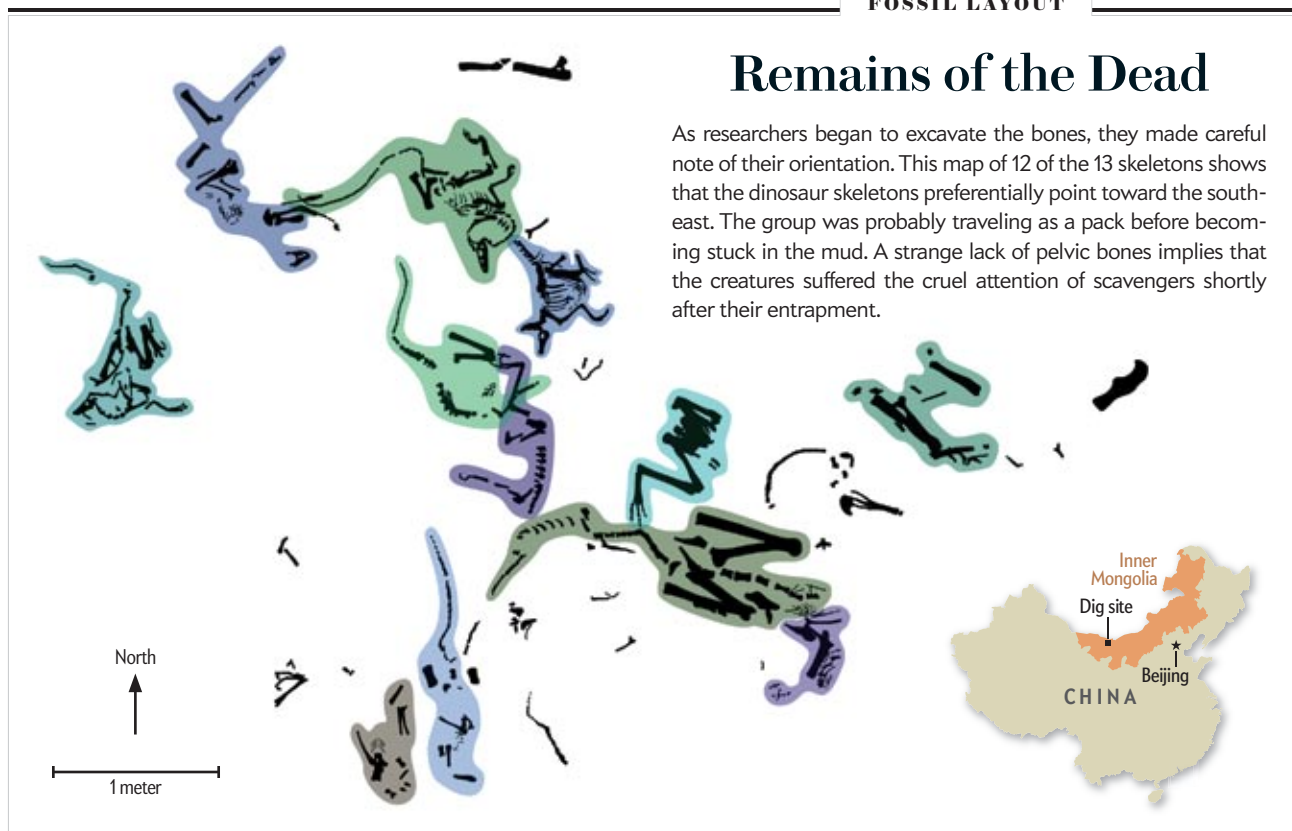 FOSSIL LAYOUT
Remains of the Dead
As researchers began to excavate the bones, they made careful
note of their orientation. This map of 12 of the 13 skeletons shows
that the dinosaur skeletons preferentially point toward the south-
east. The group was probably traveling as a pack before becom-
ing stuck in the mud. A strange lack of pelvic bones implies that
the creatures suffered the cruel attention of scavengers shortly
after their entrapment.
North
1 meter
Inner
Mongolia
Dig site
Beijing
CHINA